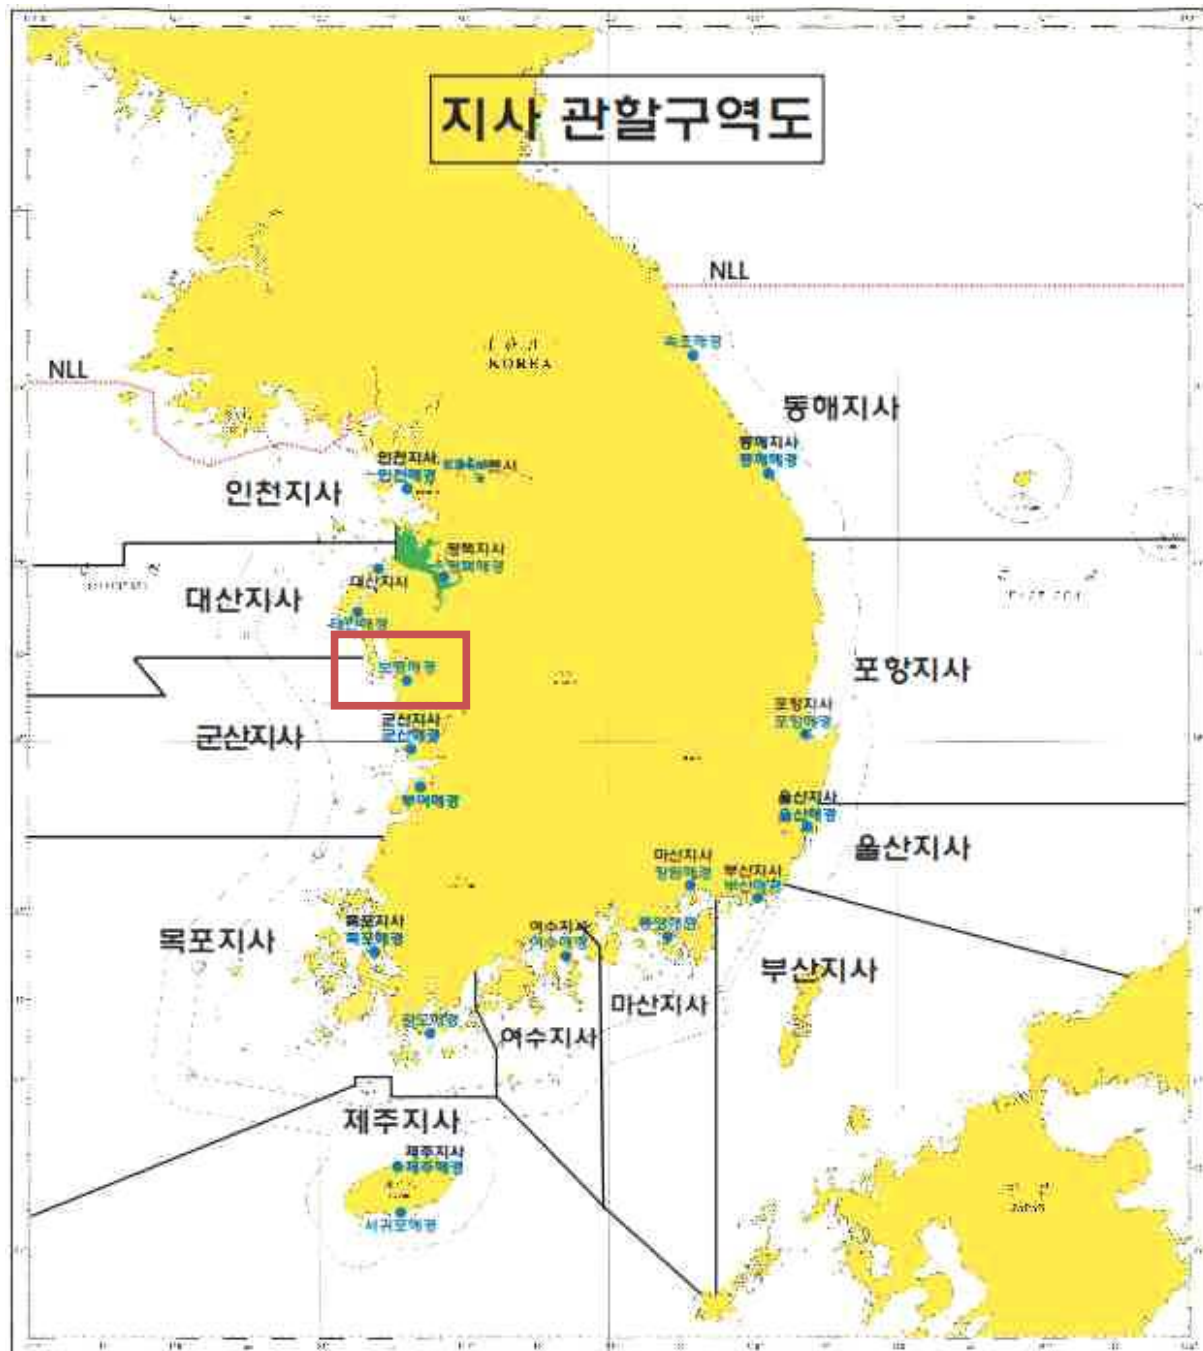 지사 관할구역도
NLL
KOREA
NLL
속초해경
동해지사
동해지사
동해해경
인천지사
인천해경
인천지사
평택지사
평택해경
대산지사
대산지사
태안해경
보령해경
포항지사
포항지사
포항해경
군산지사
군산해경
군산지사
부안해경
울산지사
울산해경
울산지사
마산지사
창원해경
부산지사
부산해경
목포지사
목포해경
목포지사
여수지사
여수해경
통영해경
부산지사
마산지사
완도해경
여수지사
제주지사
제주지사
제주해경
서귀포해경
JAPAN